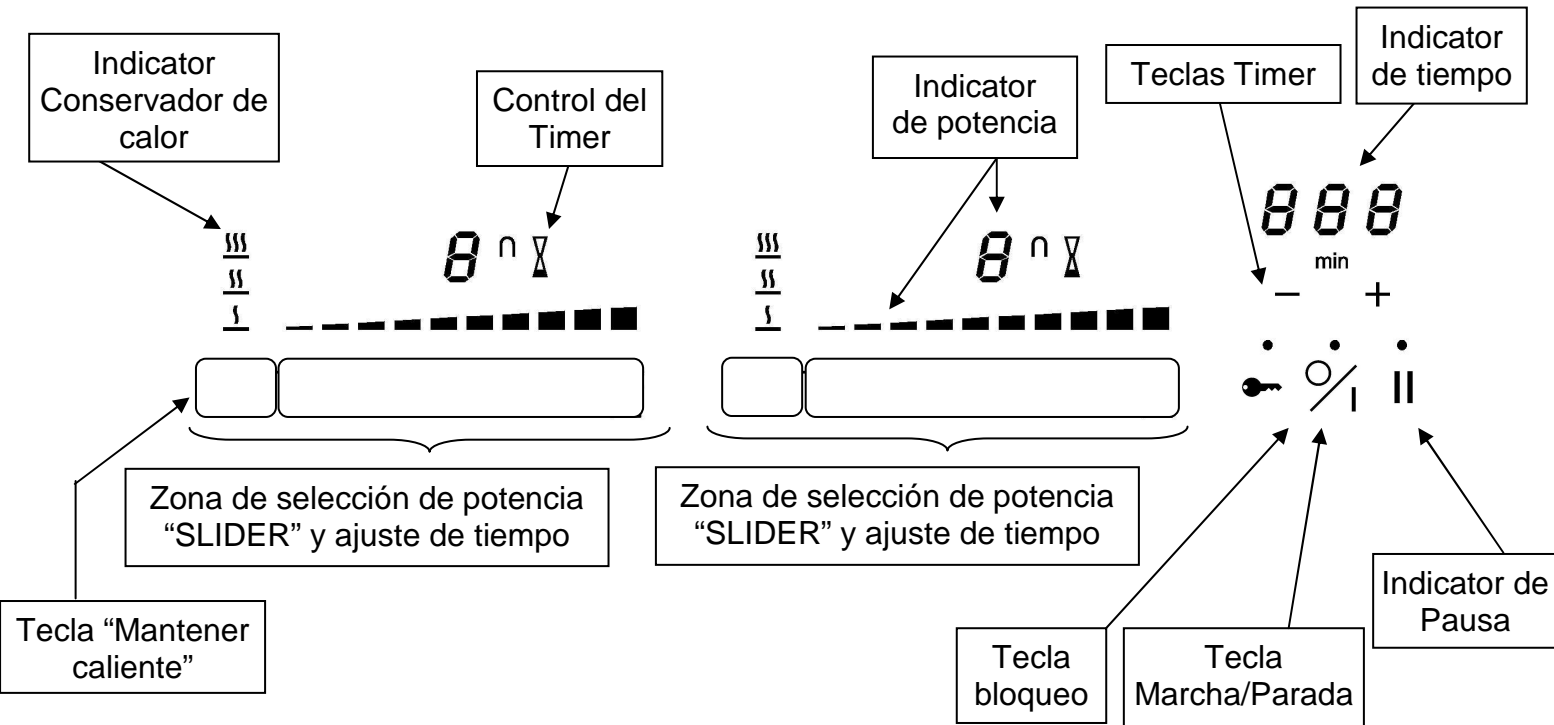 Indicator
Conservador de
calor
Control del
Timer
Indicator
de potencia
Teclas Timer
Indicator
de tiempo
8
8
888
min
− +
Zona de selección de potencia
“SLIDER” y ajuste de tiempo
Zona de selección de potencia
“SLIDER” y ajuste de tiempo
Tecla “Mantener
caliente”
Tecla
bloqueo
Tecla
Marcha/Parada
Indicator de
Pausa